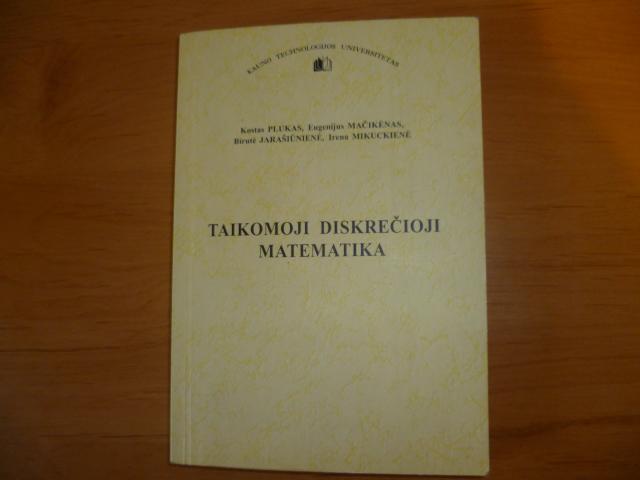 KAUNO TECHNOLOGIJOS UNIVERSITETAS
Kostas PLUKAS, Eugenijus MAČIKĖNAS,
Birutė JARAŠIŪNIENĖ, Irena MIKUCKIENĖ
TAIKOMOJI DISKREČIOJI
MATEMATIKA